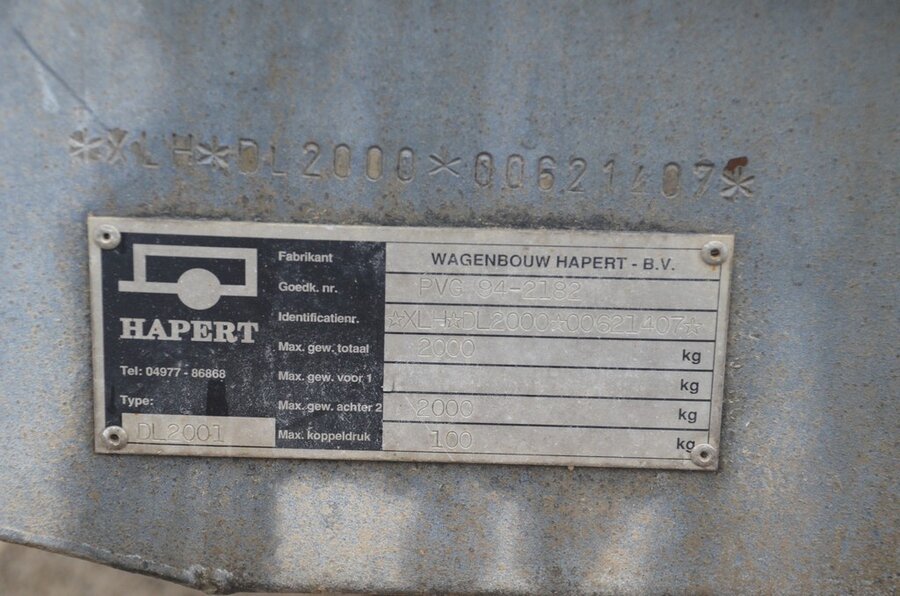 *XLH*DL2000*00621407*
HAPERT
Tel: 04977 - 86868
Type:
DL2001
Fabrikant WAGENBOUW HAPERT - B.V.
Goedk. nr. PVG 94-2182
Identificatienr. *XLH*DL2000*00621407*
Max. gew. totaal 2000 kg
Max. gew. voor 1 kg
Max. gew. achter 2 2000 kg
Max. koppeldruk 100 kg